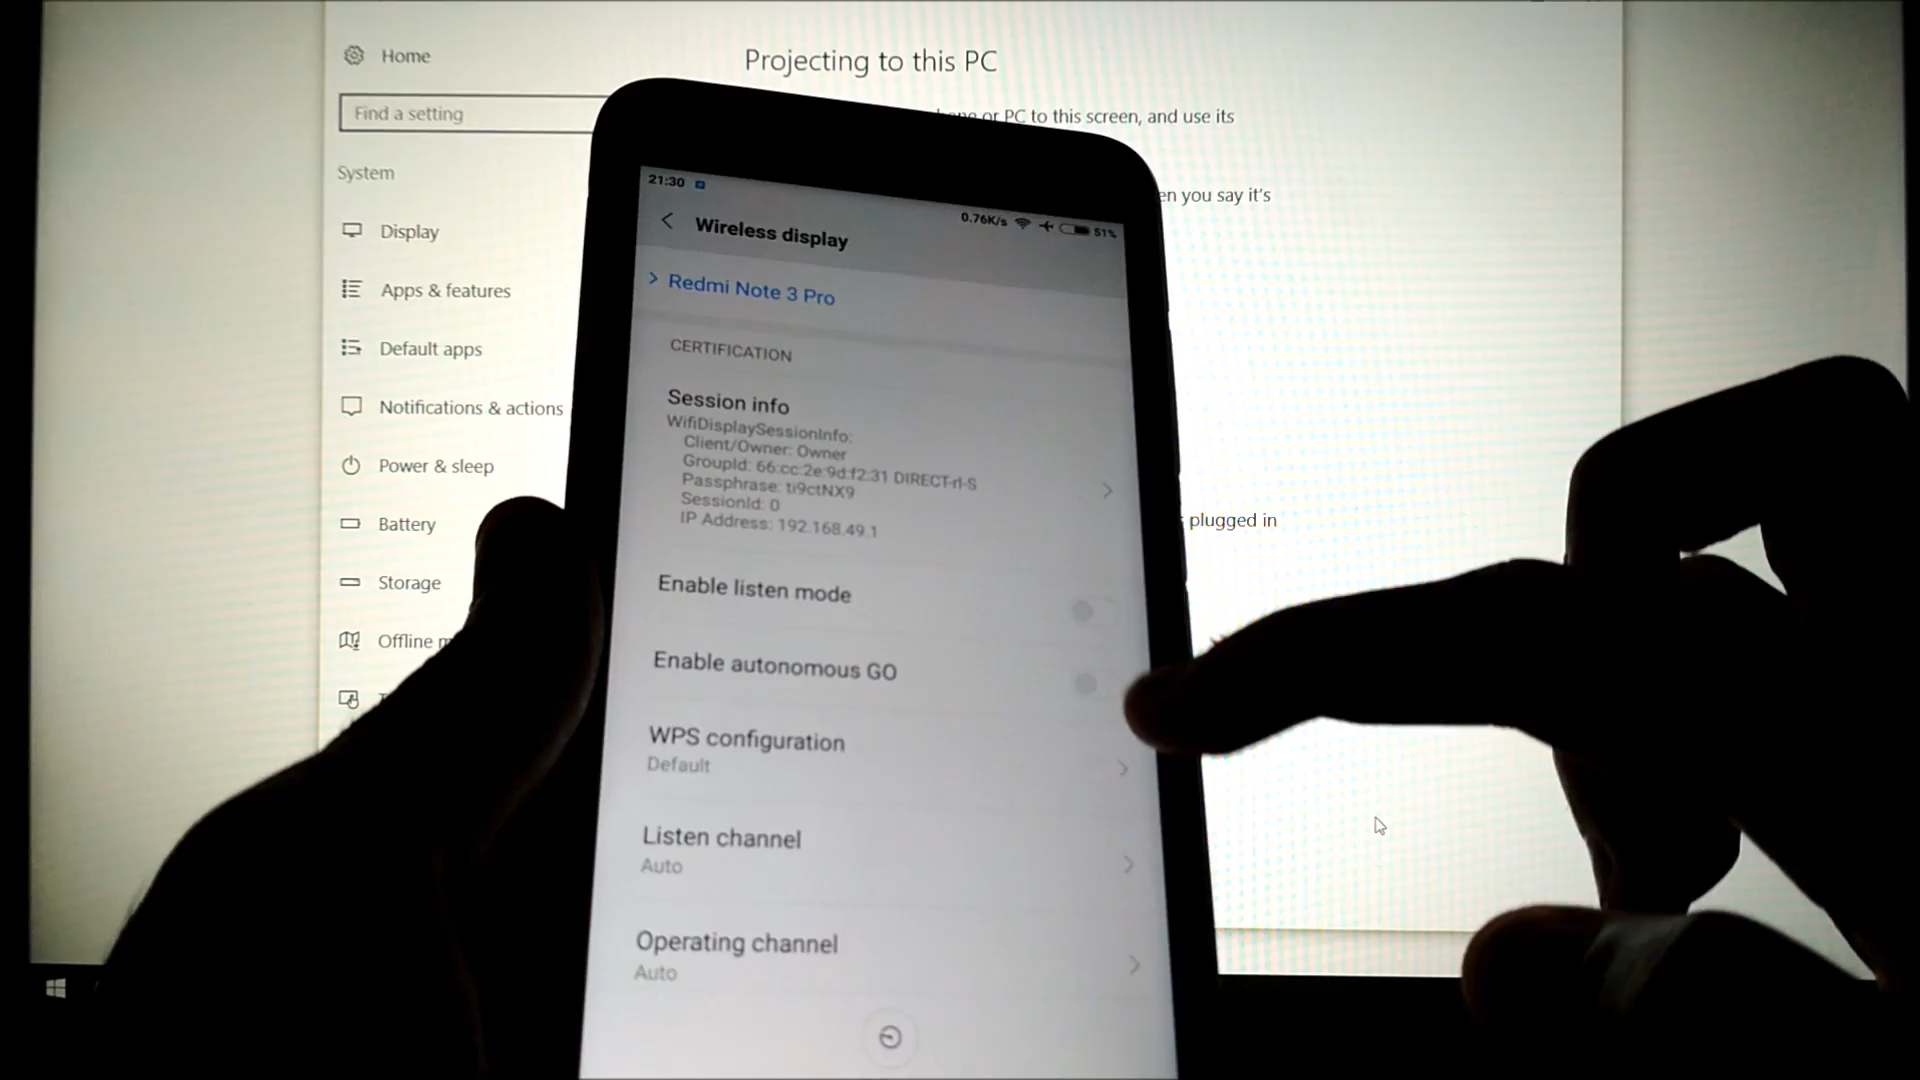 Home
Projecting to this PC
Find a setting
or PC to this screen, and use its
System
you say it's
Display
Apps & features
Default apps
Notifications & actions
Power & sleep
plugged in
Battery
Storage
Offline
21:30
0.76K/s
51%
Wireless display
Redmi Note 3 Pro
CERTIFICATION
Session info
WifiDisplaySessionInfo:
Client/Owner: Owner
GroupId: 66:cc:2e:9d:f2:31 DIRECT-rl-S
Passphrase: ti9ctNX9
SessionId: 0
IP Address: 192.168.49.1
Enable listen mode
Enable autonomous GO
WPS configuration
Default
Listen channel
Auto
Operating channel
Auto